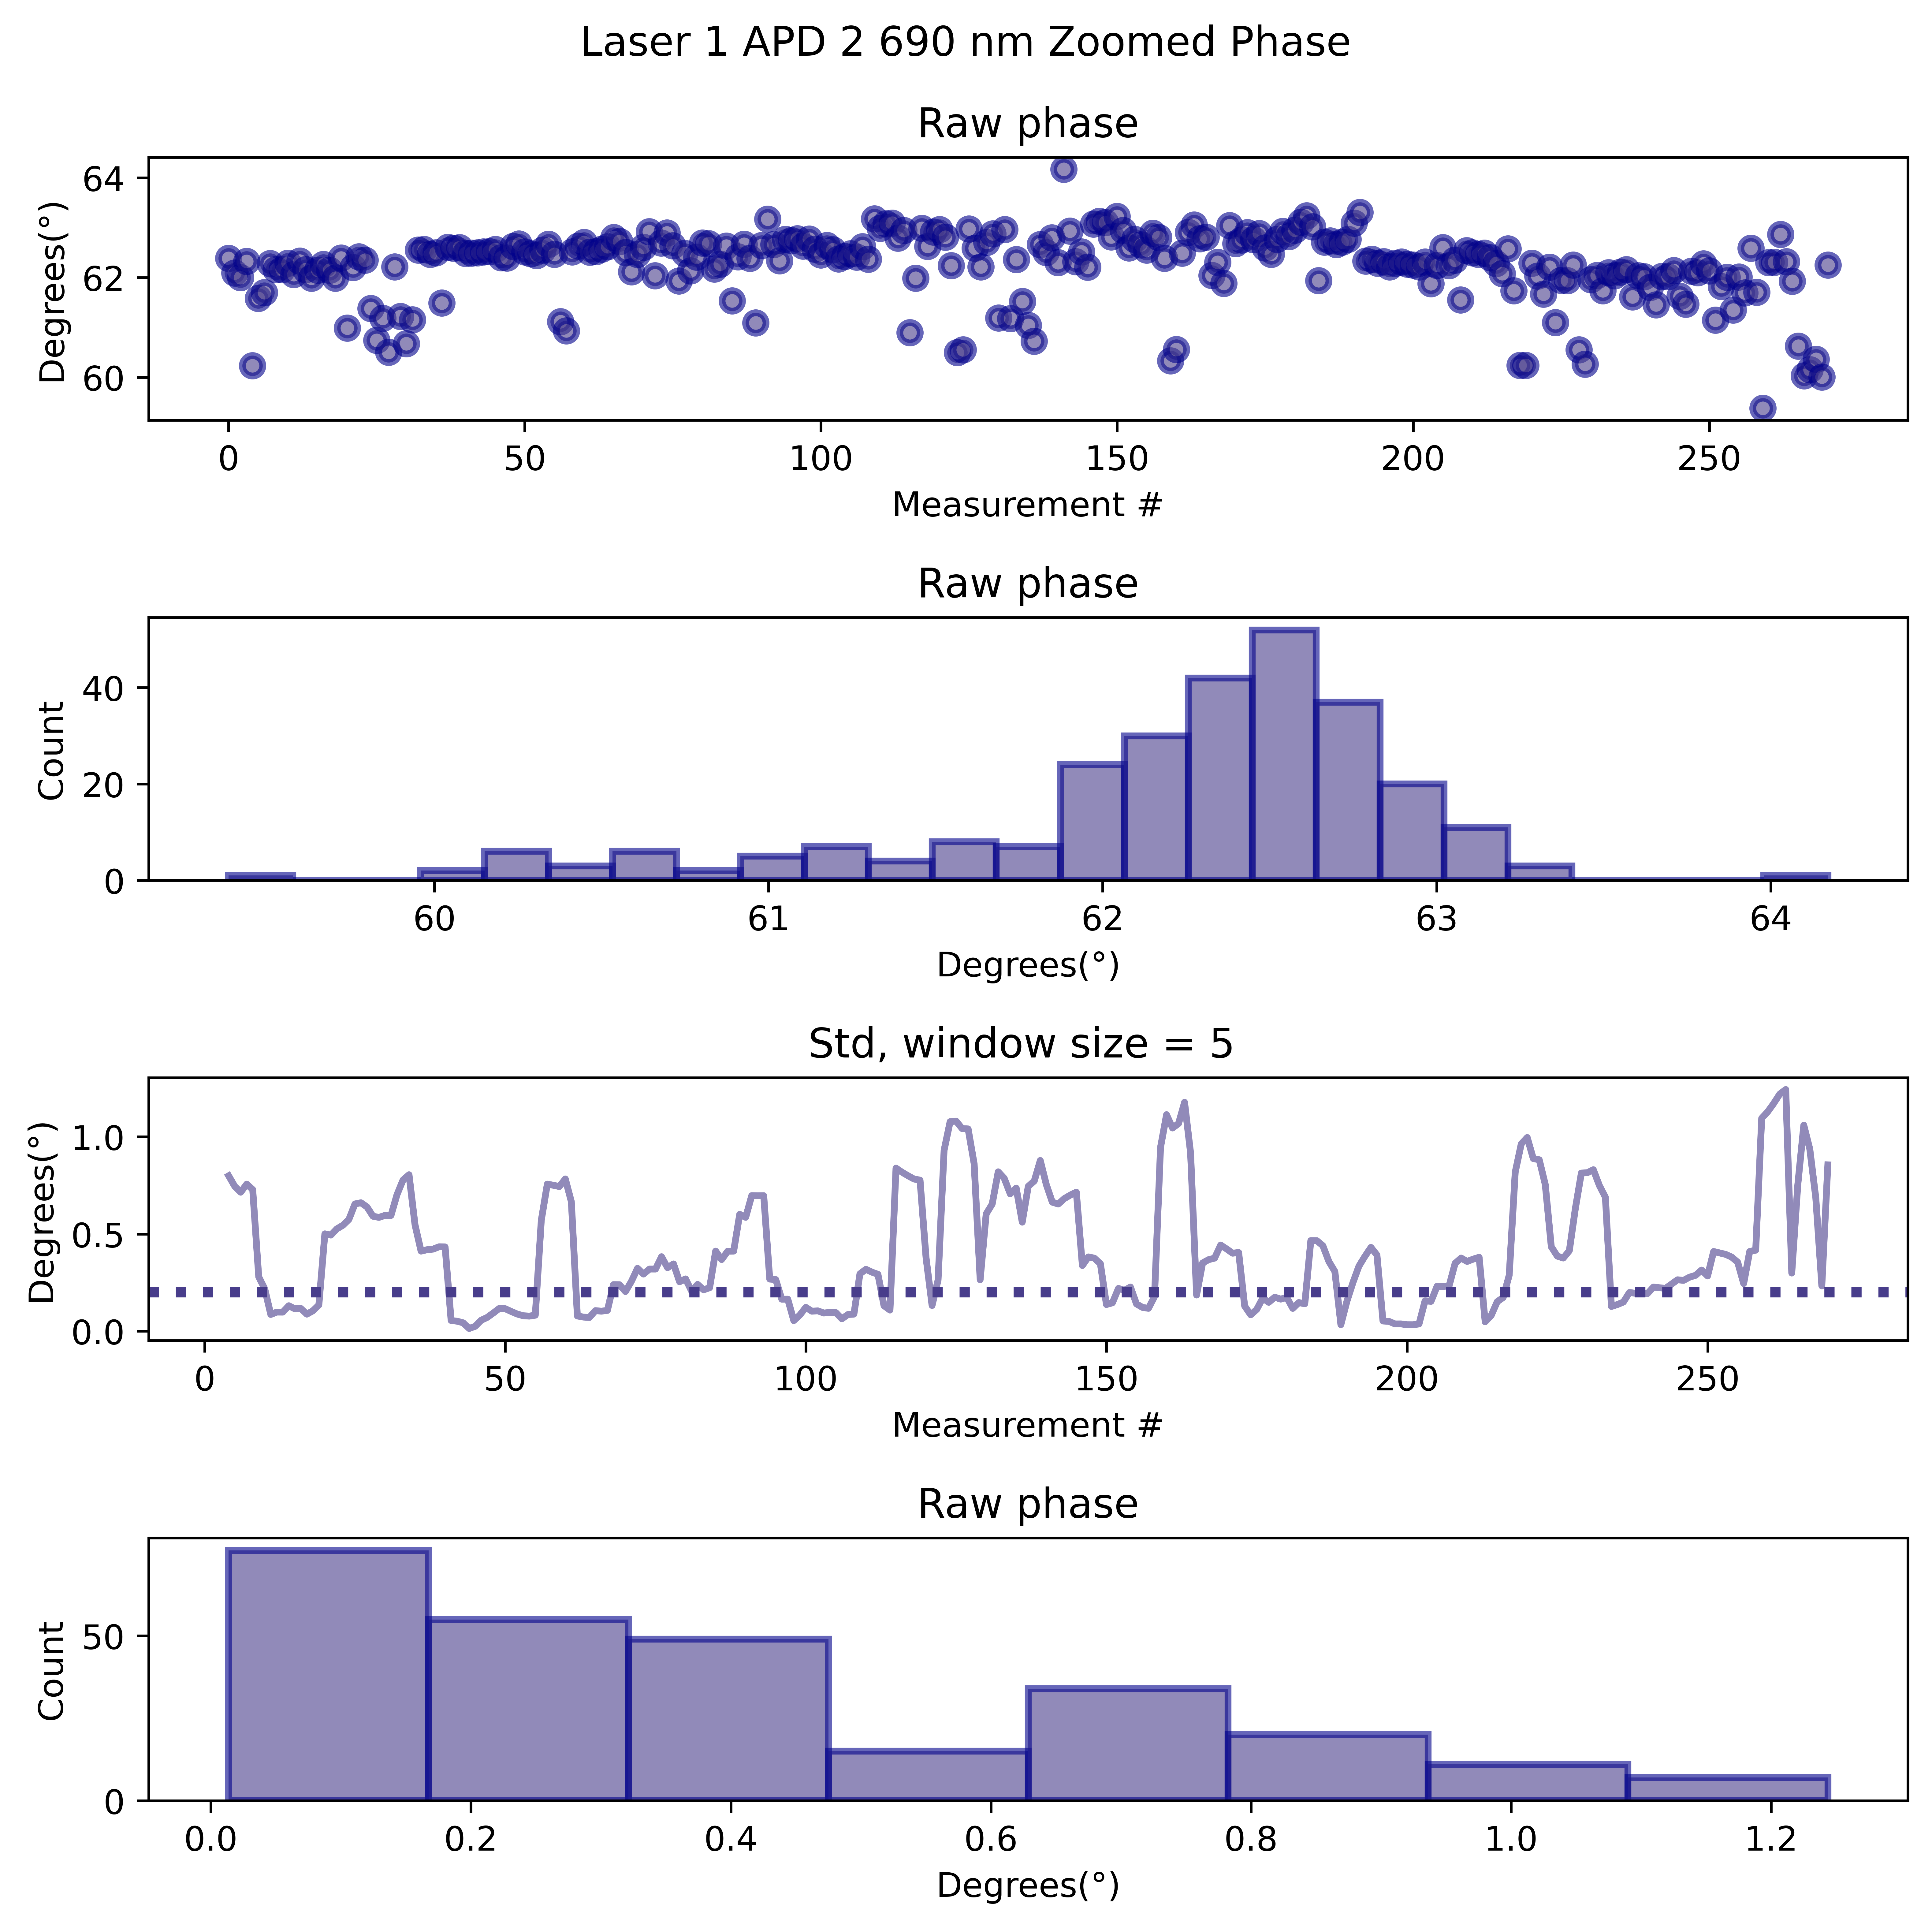 Laser 1 APD 2 690 nm Zoomed Phase
Raw phase
Degrees(°)
64
62
60
0 50 100 150 200 250
Measurement #
Raw phase
Count
40
20
0
60 61 62 63 64
Degrees(°)
Std, window size = 5
Degrees(°)
1.0
0.5
0.0
0 50 100 150 200 250
Measurement #
Raw phase
Count
50
0
0.0 0.2 0.4 0.6 0.8 1.0 1.2
Degrees(°)